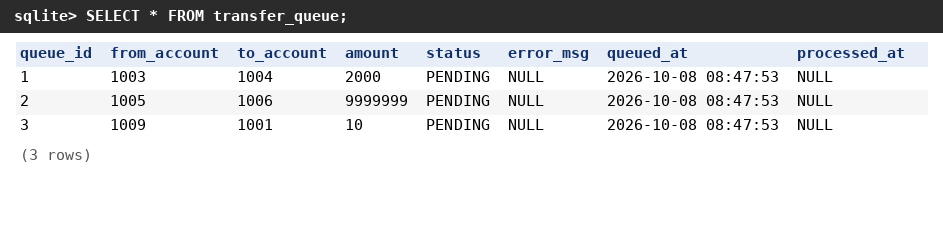 sqlite> SELECT * FROM transfer_queue;
queue_id from_account to_account amount status error_msg queued_at processed_at
1 1003 1004 2000 PENDING NULL 2026-10-08 08:47:53 NULL
2 1005 1006 9999999 PENDING NULL 2026-10-08 08:47:53 NULL
3 1009 1001 10 PENDING NULL 2026-10-08 08:47:53 NULL
(3 rows)